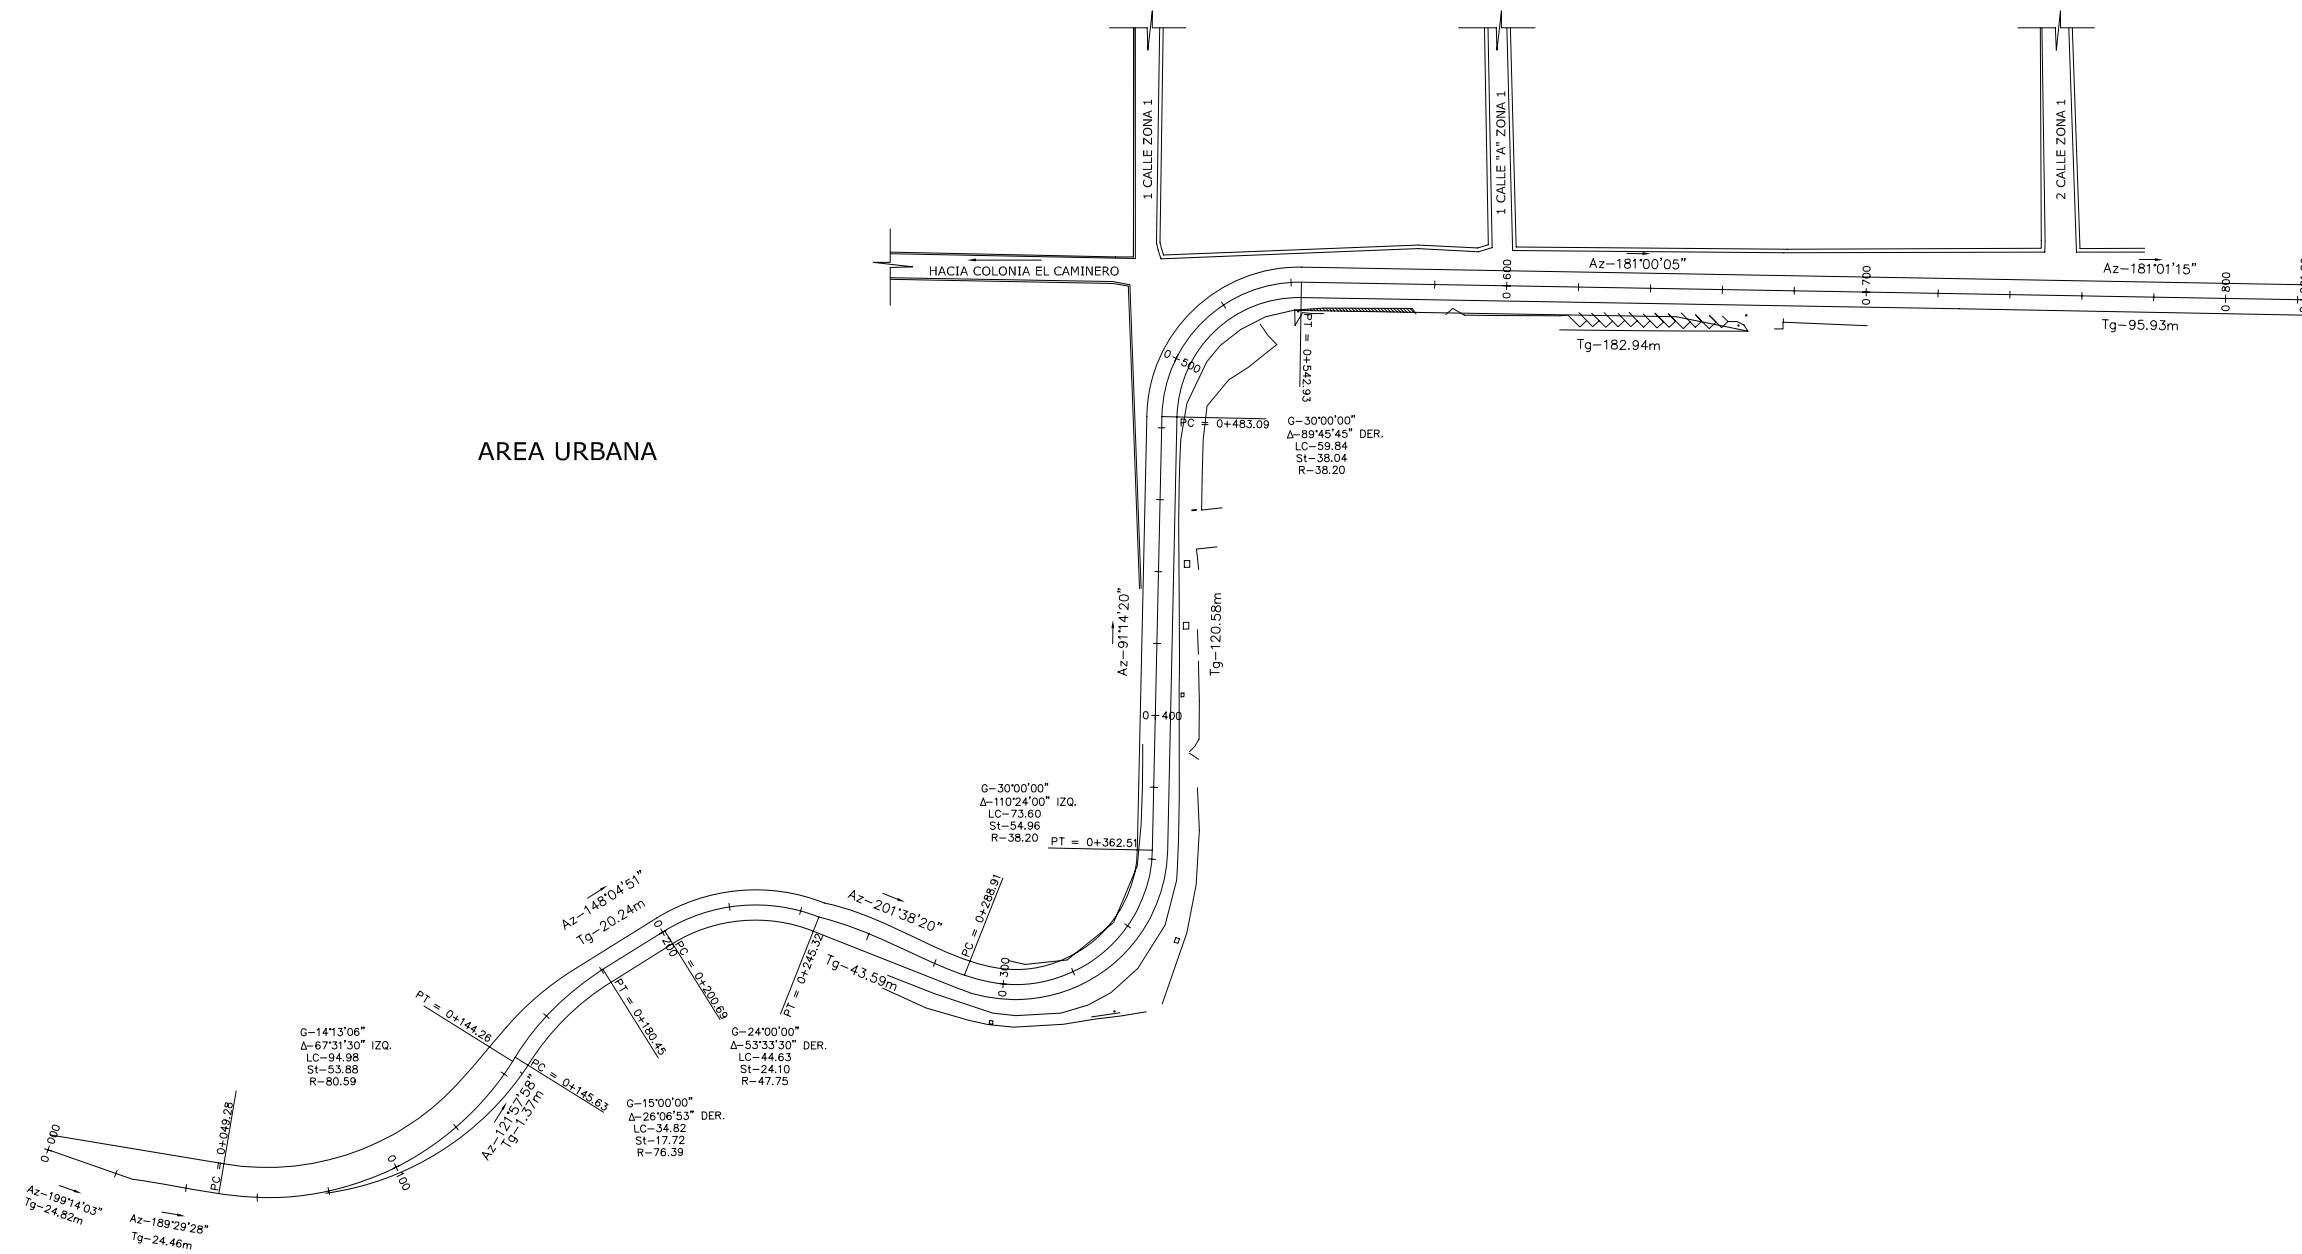 1 CALLE ZONA 1
1 CALLE "A" ZONA 1
2 CALLE ZONA 1
HACIA COLONIA EL CAMINERO
Az-181°00'05"
Az-181°01'15"
0+600
0+700
0+800
Tg-182.94m
Tg-95.93m
PT = 0+542.93
0+500
PC = 0+483.09
G-30°00'00"
Δ-89°45'45" DER.
LC-59.84
St-38.04
R-38.20
AREA URBANA
Az-91°14'20"
Tg-120.58m
0+400
G-30°00'00"
Δ-110°24'00" IZQ.
LC-73.60
St-54.96
R-38.20
PT = 0+362.51
Az-148°04'51"
Tg-20.24m
Az-201°38'20"
PC = 0+288.91
0+300
Tg-43.59m
0+200
PC = 0+200.69
PT = 0+245.32
PT = 0+180.45
PT = 0+144.26
G-14°13'06"
Δ-67°31'30" IZQ.
LC-94.98
St-53.88
R-80.59
G-24°00'00"
Δ-53°33'30" DER.
LC-44.63
St-24.10
R-47.75
PC = 0+145.63
G-15°00'00"
Δ-26°06'53" DER.
LC-34.82
St-17.72
R-76.39
Az-121°57'58"
Tg-1.37m
0+000
PC = 0+049.28
0+100
Az-199°14'03"
Tg-24.82m
Az-189°29'28"
Tg-24.46m